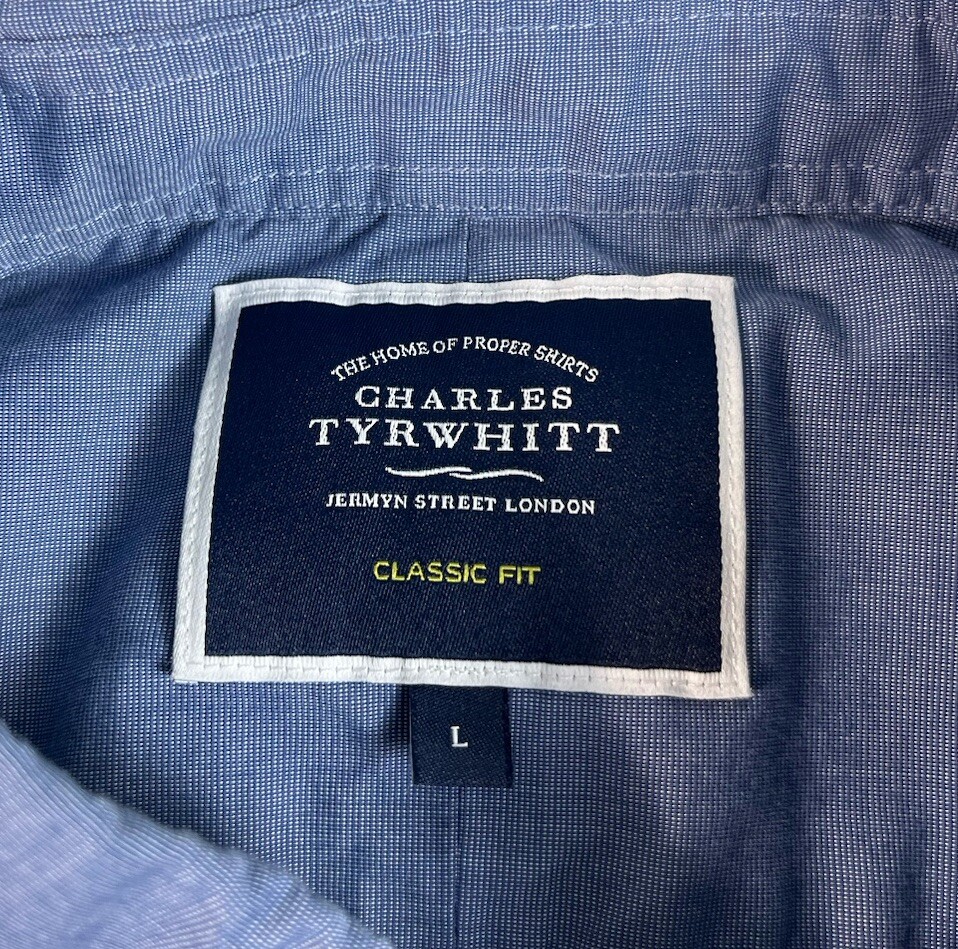 THE HOME OF PROPER SHIRTS
CHARLES
TYRWHITT
JERMYN STREET LONDON
CLASSIC FIT
L